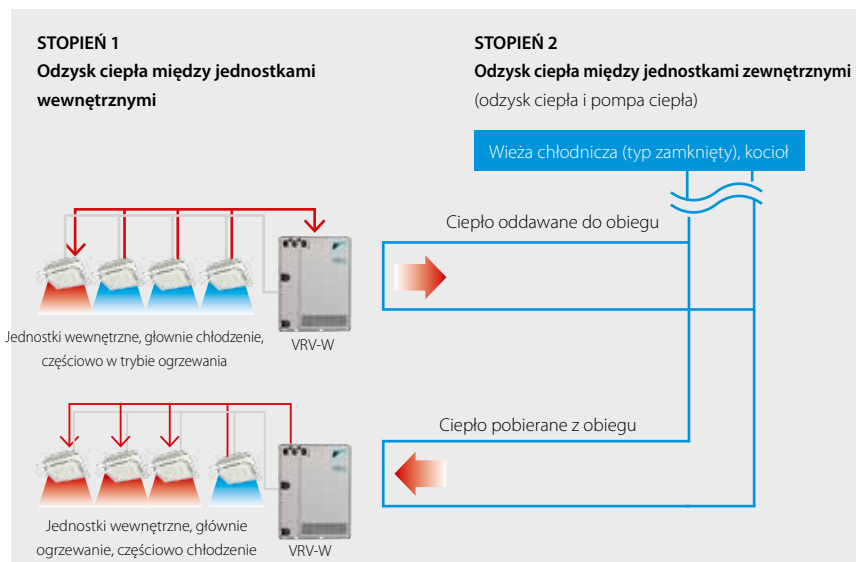 STOPIEŃ 1
Odzysk ciepła między jednostkami
wewnętrznymi
STOPIEŃ 2
Odzysk ciepła między jednostkami zewnętrznymi
(odzysk ciepła i pompa ciepła)
Wieża chłodnicza (typ zamknięty), kocioł
Ciepło oddawane do obiegu
Jednostki wewnętrzne, głownie chłodzenie,
częściowo w trybie ogrzewania
VRV-W
Ciepło pobierane z obiegu
Jednostki wewnętrzne, głównie
ogrzewanie, częściowo chłodzenie
VRV-W